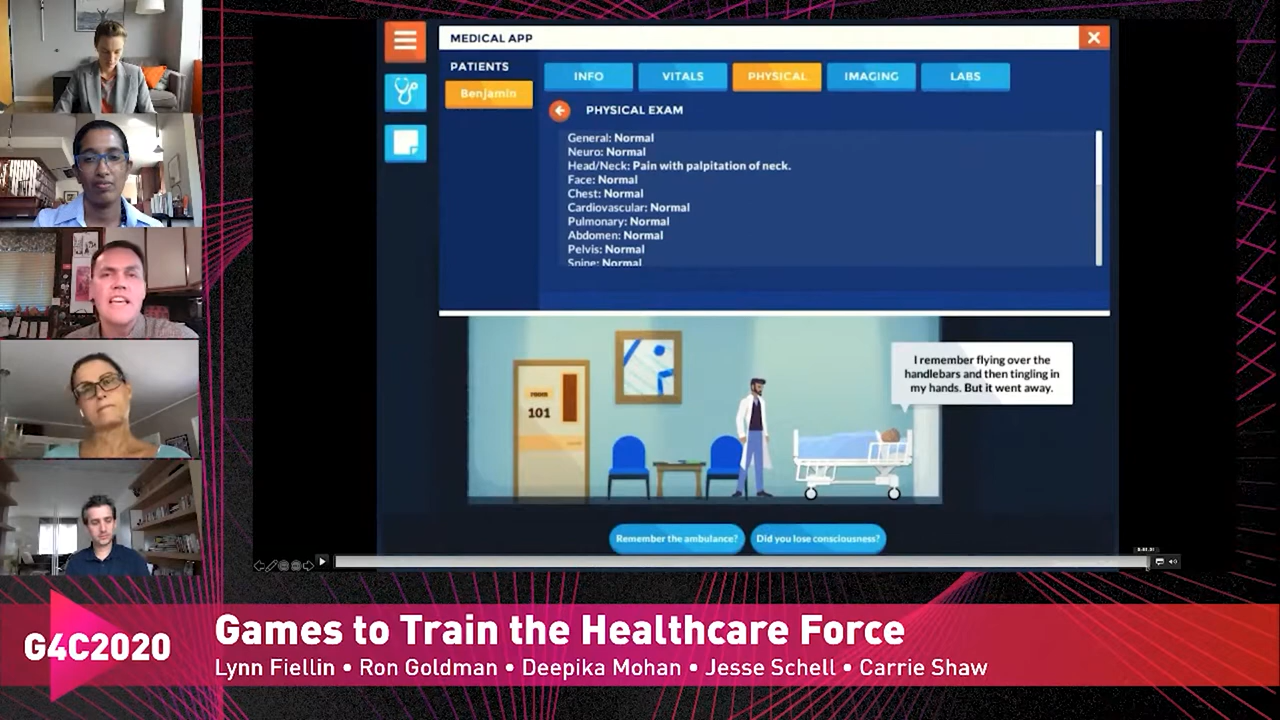 MEDICAL APP
PATIENTS
Benjamin
INFO
VITALS
PHYSICAL
IMAGING
LABS
PHYSICAL EXAM
General: Normal
Neuro: Normal
Head/Neck: Pain with palpitation of neck.
Face: Normal
Chest: Normal
Cardiovascular: Normal
Pulmonary: Normal
Abdomen: Normal
Pelvis: Normal
Spine: Normal
ROOM
101
I remember flying over the
handlebars and then tingling in
my hands. But it went away.
Remember the ambulance?
Did you lose consciousness?
G4C2020
Games to Train the Healthcare Force
Lynn Fiellin • Ron Goldman • Deepika Mohan • Jesse Schell • Carrie Shaw